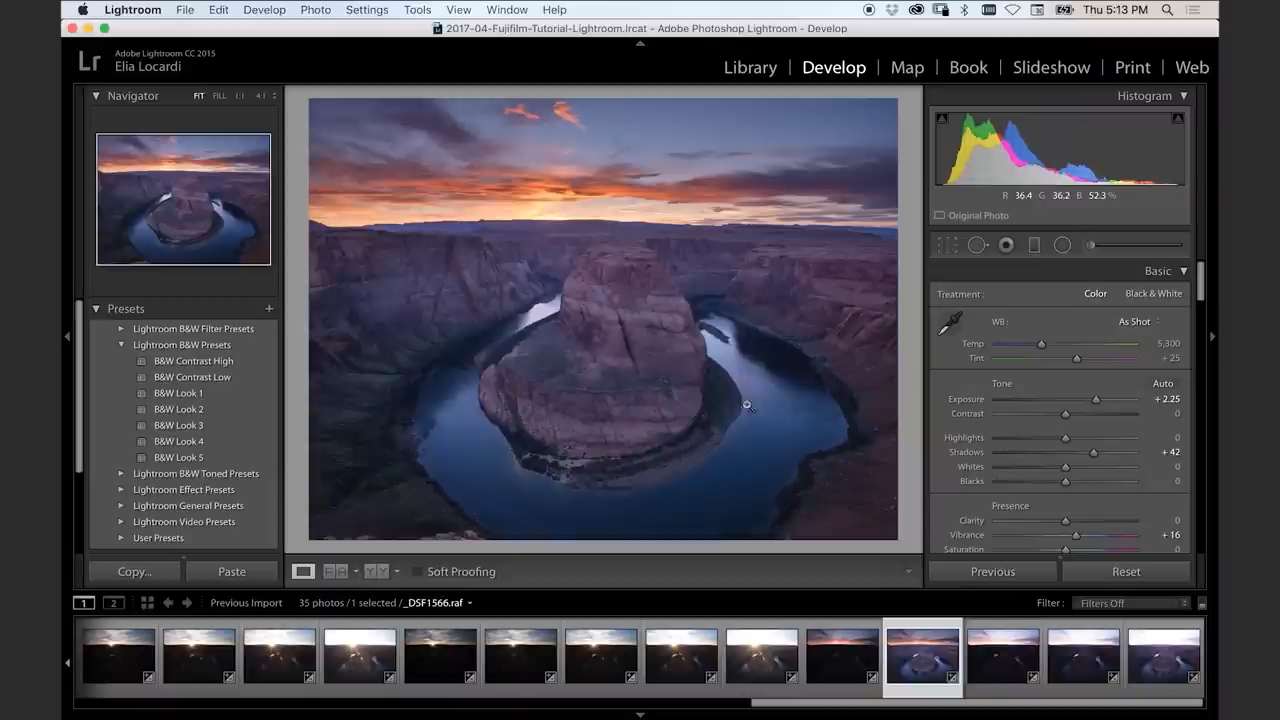 Lightroom File Edit Develop Photo Settings Tools View Window Help Thu 5:13 PM
2017-04-Fujifilm-Tutorial-Lightroom.lrcat - Adobe Photoshop Lightroom - Develop
Lr Adobe Lightroom CC 2015
Elia Locardi
Library | Develop | Map | Book | Slideshow | Print | Web
Navigator FIT FILL 1:1 4:1
Presets
Lightroom B&W Filter Presets
Lightroom B&W Presets
B&W Contrast High
B&W Contrast Low
B&W Look 1
B&W Look 2
B&W Look 3
B&W Look 4
B&W Look 5
Lightroom B&W Toned Presets
Lightroom Effect Presets
Lightroom General Presets
Lightroom Video Presets
User Presets
Copy... Paste
Soft Proofing
Histogram
R 36.4 G 36.2 B 52.3 %
Original Photo
Basic
Treatment : Color Black & White
WB : As Shot
Temp 5,300
Tint + 25
Tone Auto
Exposure + 2.25
Contrast 0
Highlights 0
Shadows + 42
Whites 0
Blacks 0
Presence
Clarity 0
Vibrance + 16
Saturation 0
Previous Reset
1 2 Previous Import 35 photos / 1 selected / _DSF1566.raf Filter : Filters Off